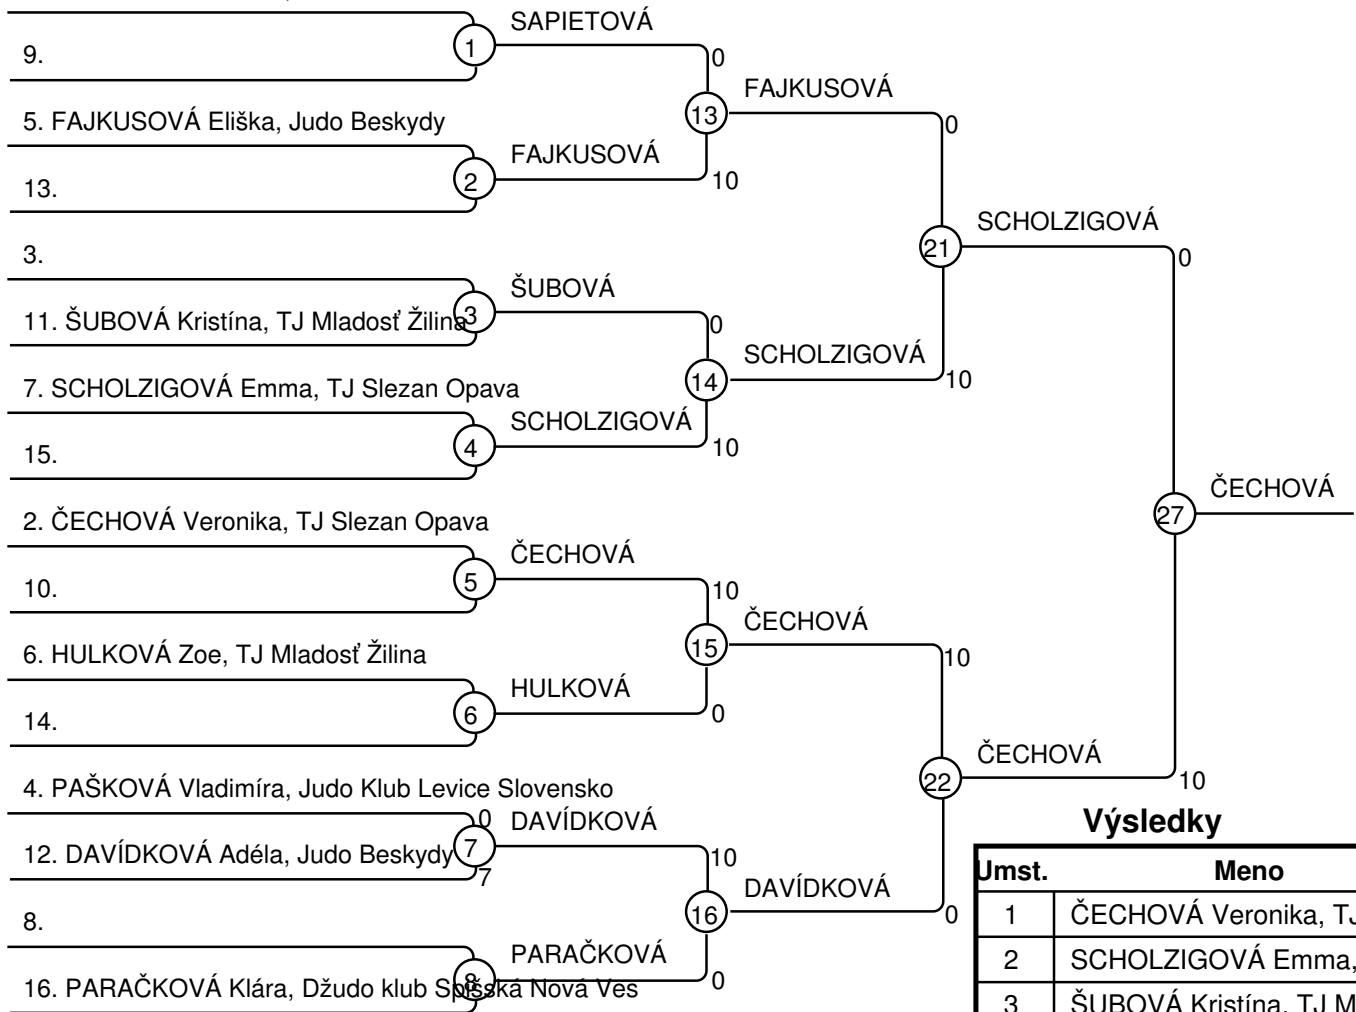 SAPIETOVÁ
1
9.
0
FAJKUSOVÁ
5. FAJKUSOVÁ Eliška, Judo Beskydy
13
0
FAJKUSOVÁ
2
10
13.
SCHOLZIGOVÁ
3.
21
0
ŠUBOVÁ
3
11. ŠUBOVÁ Kristína, TJ Mladosť Žilina
0
SCHOLZIGOVÁ
14
10
7. SCHOLZIGOVÁ Emma, TJ Slezan Opava
SCHOLZIGOVÁ
4
10
15.
ČECHOVÁ
27
2. ČECHOVÁ Veronika, TJ Slezan Opava
ČECHOVÁ
5
10.
10
ČECHOVÁ
15
10
6. HULKOVÁ Zoe, TJ Mladosť Žilina
HULKOVÁ
6
0
14.
ČECHOVÁ
22
10
4. PAŠKOVÁ Vladimíra, Judo Klub Levice Slovensko
0
DAVÍDKOVÁ
7
12. DAVÍDKOVÁ Adéla, Judo Beskydy
7
10
DAVÍDKOVÁ
16
0
8.
PARAČKOVÁ
8
0
16. PARAČKOVÁ Klára, Džudo klub Spišská Nová Ves
Výsledky
Umst. Meno
1 ČECHOVÁ Veronika, TJ
2 SCHOLZIGOVÁ Emma,
3 ŠUBOVÁ Kristína, TJ M